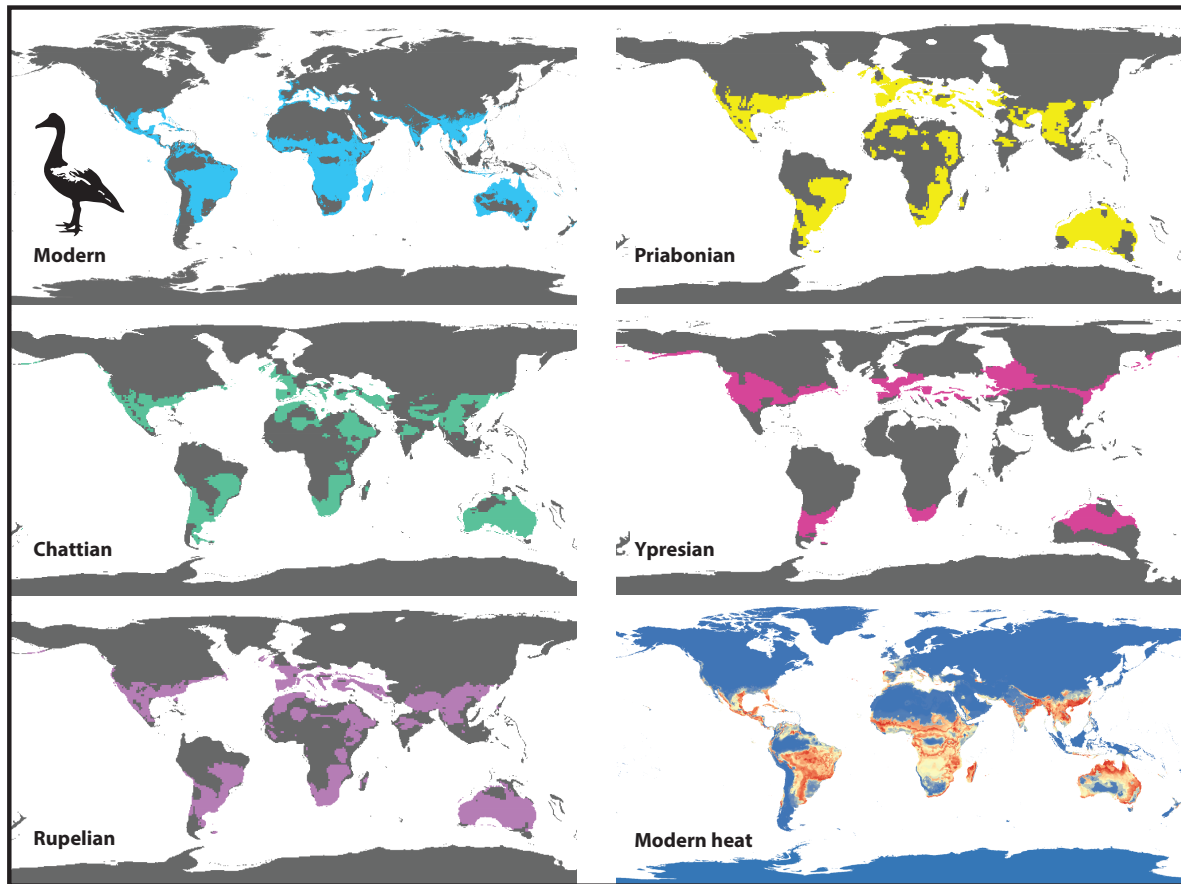 Modern
Priabonian
Chattian
Ypresian
Rupelian
Modern heat